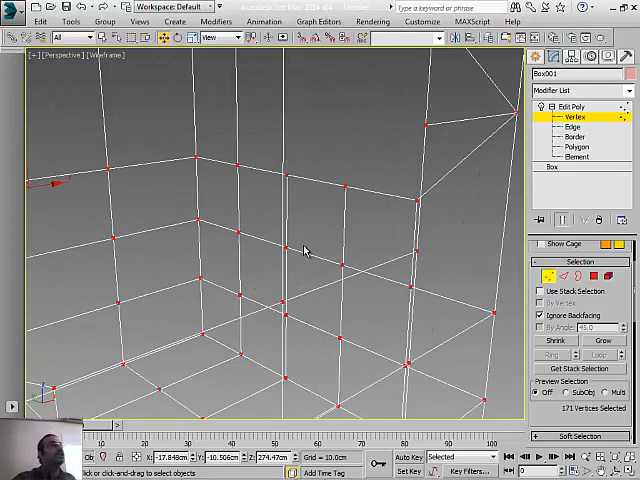 Workspace: Default
Autodesk 3ds Max 2014 x64
Untitled
Type a keyword or phrase
Edit
Tools
Group
Views
Create
Modifiers
Animation
Graph Editors
Rendering
Customize
MAXScript
Help
All
View
[+] [Perspective] [Wireframe]
Box001
Modifier List
Edit Poly
Vertex
Edge
Border
Polygon
Element
Box
Show Cage
Selection
Use Stack Selection
By Vertex
Ignore Backfacing
By Angle: 45.0
Shrink
Grow
Ring
Loop
Get Stack Selection
Preview Selection
Off
SubObj
Multi
171 Vertices Selected
Soft Selection
20
30
40
50
60
70
80
90
100
X: -17.848cm
Y: -10.506cm
Z: 274.47cm
Grid = 10.0cm
Auto Key
Selected
click or click-and-drag to select objects
Add Time Tag
Set Key
Key Filters...
0